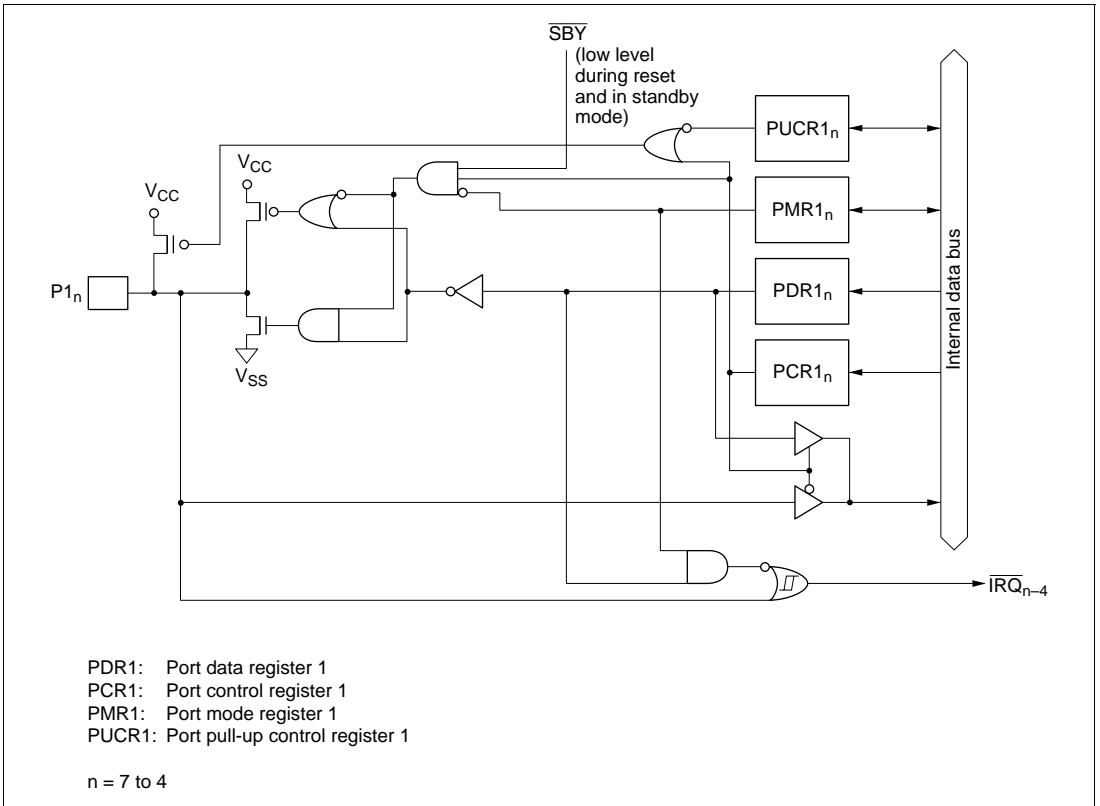 SBY
(low level
during reset
and in standby
mode)
PUCR1n
VCC
PMR1n
VCC
P1n
PDR1n
VSS
PCR1n
Internal data bus
IRQn–4
PDR1: Port data register 1
PCR1: Port control register 1
PMR1: Port mode register 1
PUCR1: Port pull-up control register 1
n = 7 to 4